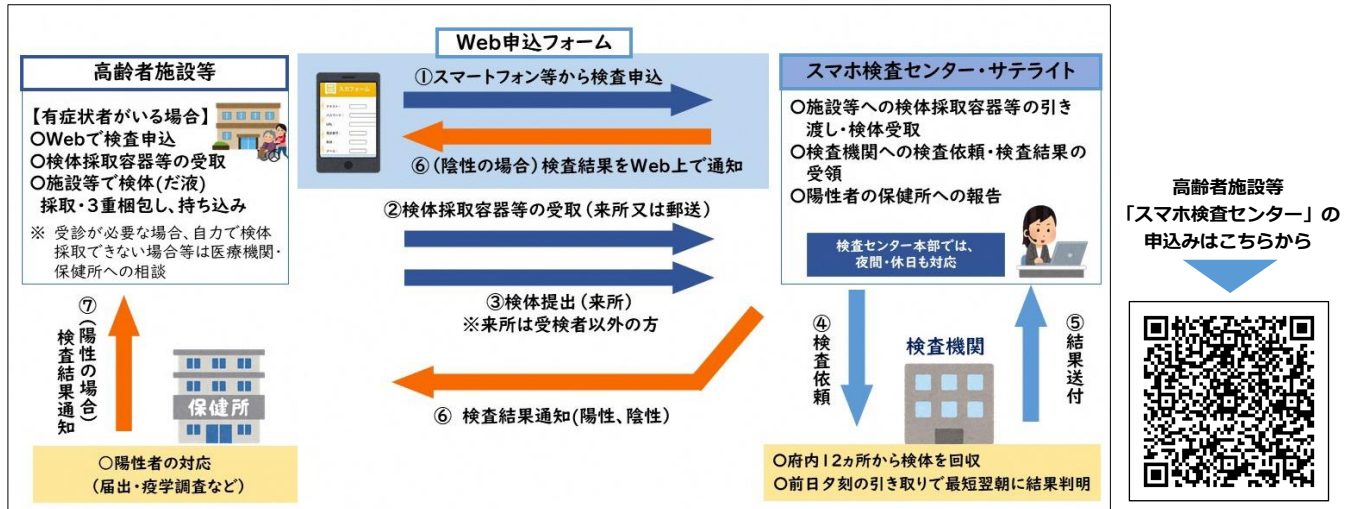 Web申込フォーム
高齢者施設等
【有症状者がいる場合】
○Webで検査申込
○検体採取容器等の受取
○施設等で検体(だ液)
採取・3重梱包し、持ち込み
※ 受診が必要な場合、自力で検体
採取できない場合等は医療機関・
保健所への相談
①スマートフォン等から検査申込
入力フォーム
⑥(陰性の場合)検査結果をWeb上で通知
②検体採取容器等の受取(来所又は郵送)
③検体提出(来所)
※来所は受検者以外の方
⑥ 検査結果通知(陽性、陰性)
スマホ検査センター・サテライト
○施設等への検体採取容器等の引き
渡し・検体受取
○検査機関への検査依頼・検査結果の
受領
○陽性者の保健所への報告
検査センター本部では、
夜間・休日も対応
④検査依頼
検査機関
⑤結果送付
○府内12ヵ所から検体を回収
○前日夕刻の引き取りで最短翌朝に結果判明
⑦(陽性の場合)
検査結果通知
保健所
○陽性者の対応
(届出・疫学調査など)
高齢者施設等
「スマホ検査センター」の
申込みはこちらから